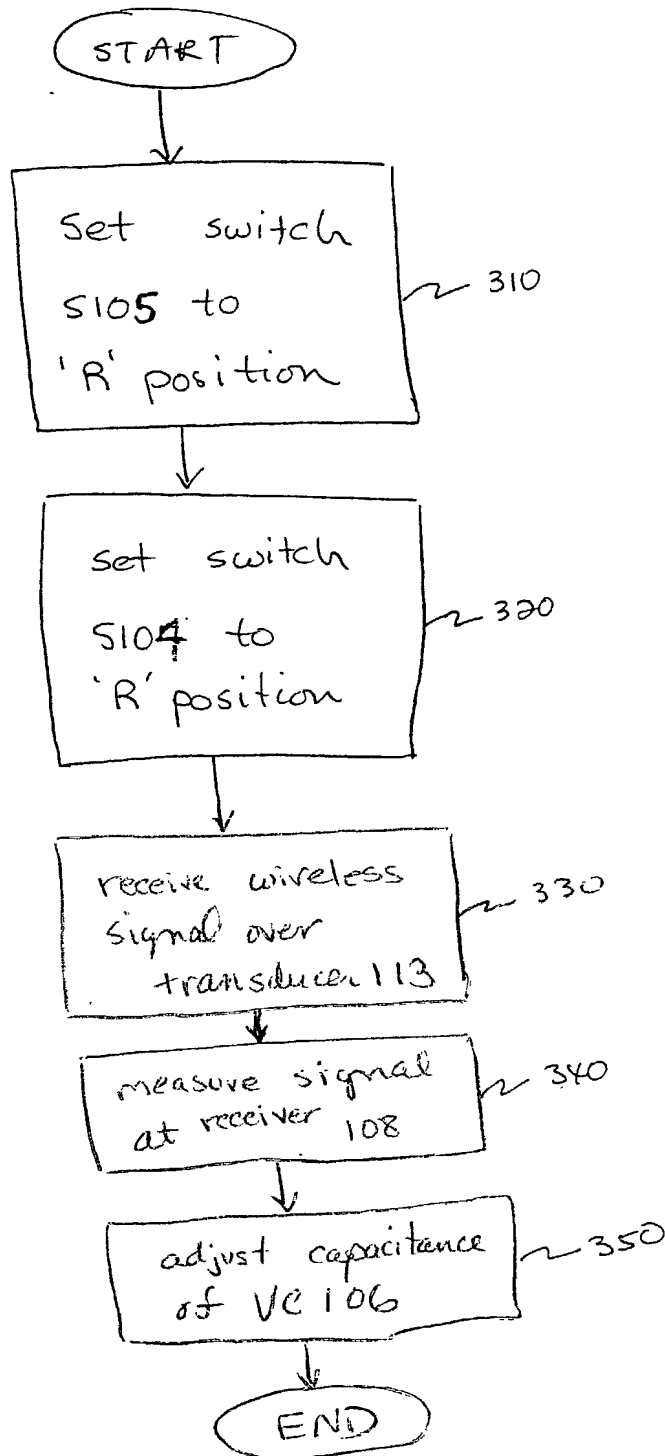 START
Set switch
S105 to
'R' position
310
set switch
S104 to
'R' position
320
receive wireless
signal over
transducer 113
330
measure signal
at receiver 108
340
adjust capacitance
of VC 106
350
END